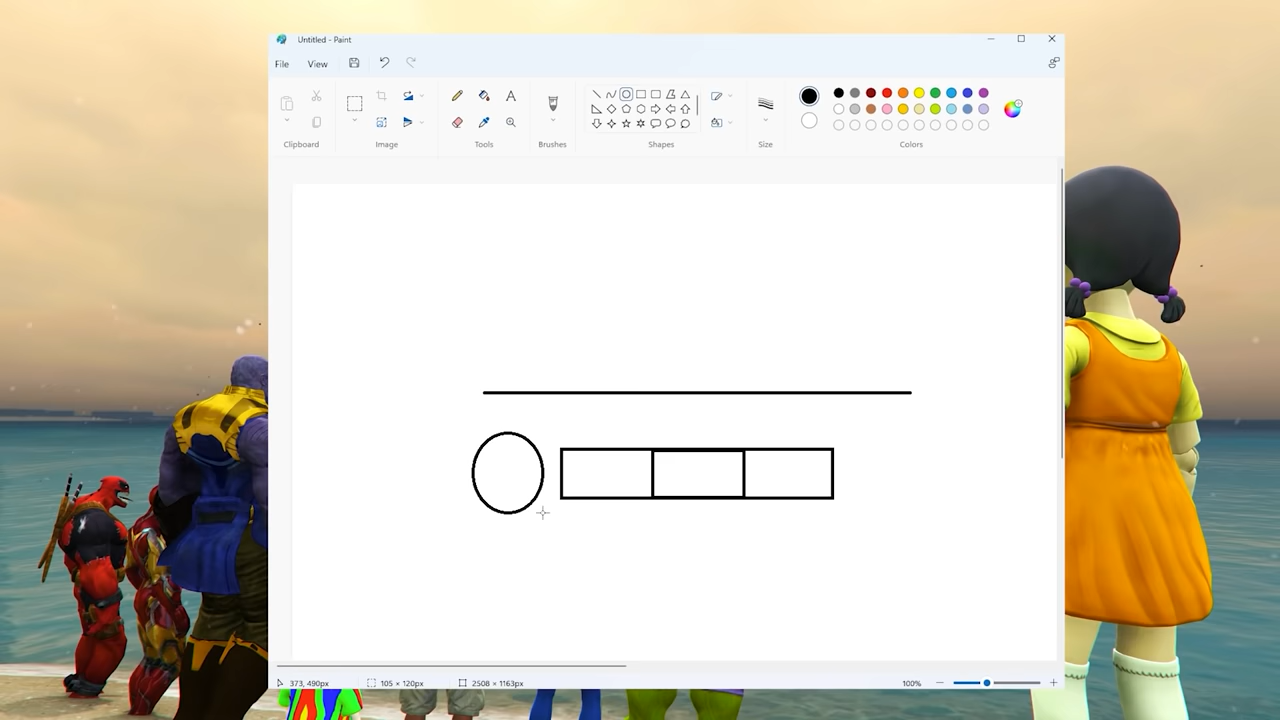 Untitled - Paint
File View
Clipboard Image Tools Brushes Shapes Size Colors
373, 490px 105 × 120px 2508 × 1163px 100%